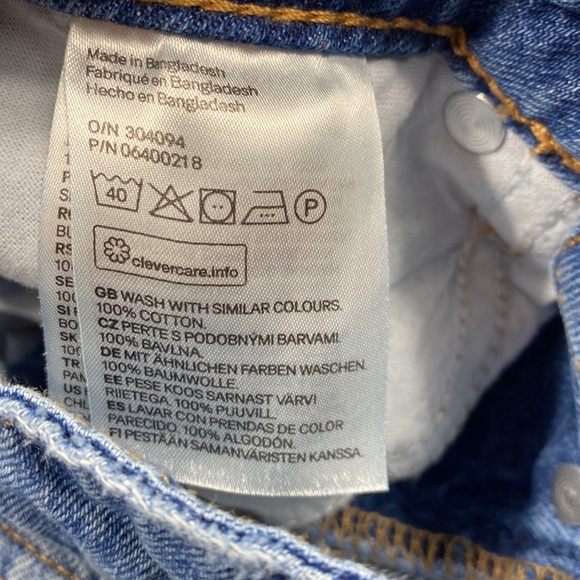 Made in Bangladesh
Fabriqué en Bangladesh
Hecho en Bangladesh
O/N 304094
P/N 06400218
40 P
clevercare.info
GB WASH WITH SIMILAR COLOURS.
100% COTTON.
CZ PERTE S PODOBNÝMI BARVAMI.
100% BAVLNA.
DE MIT ÄHNLICHEN FARBEN WASCHEN.
100% BAUMWOLLE.
EE PESE KOOS SARNAST VÄRVI
RIIETEGA. 100% PUUVILL.
ES LAVAR CON PRENDAS DE COLOR
PARECIDO. 100% ALGODÓN.
FI PESTÄÄN SAMANVÄRISTEN KANSSA.